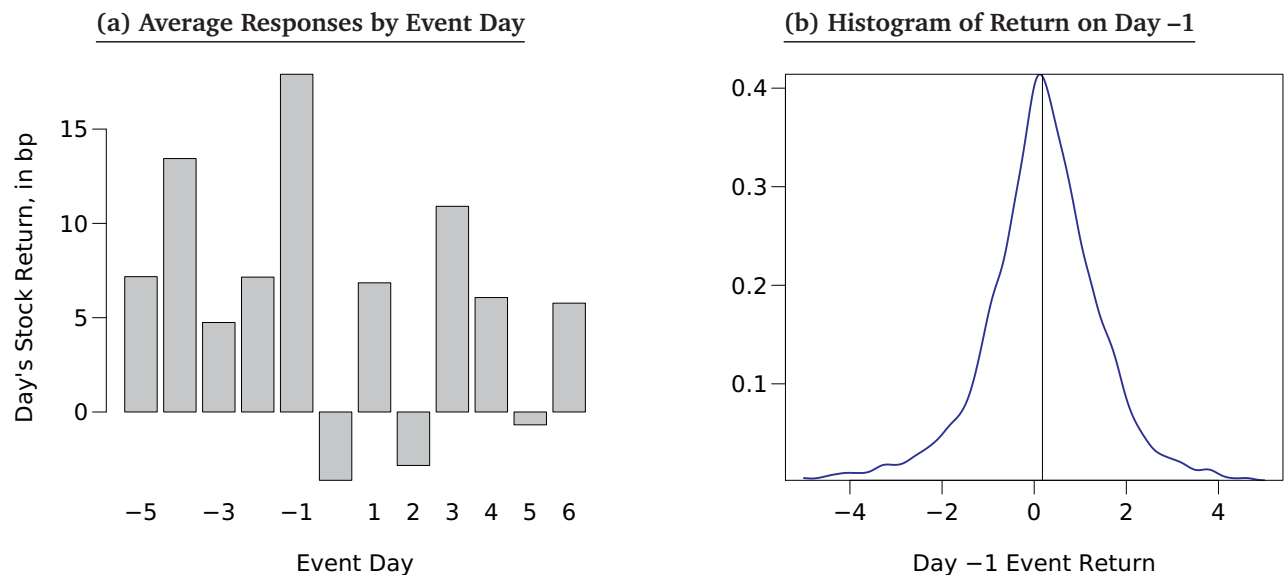 (a) Average Responses by Event Day
Day's Stock Return, in bp
15
10
5
0
−5 −3 −1 1 2 3 4 5 6
Event Day
(b) Histogram of Return on Day –1
0.4
0.3
0.2
0.1
−4 −2 0 2 4
Day −1 Event Return